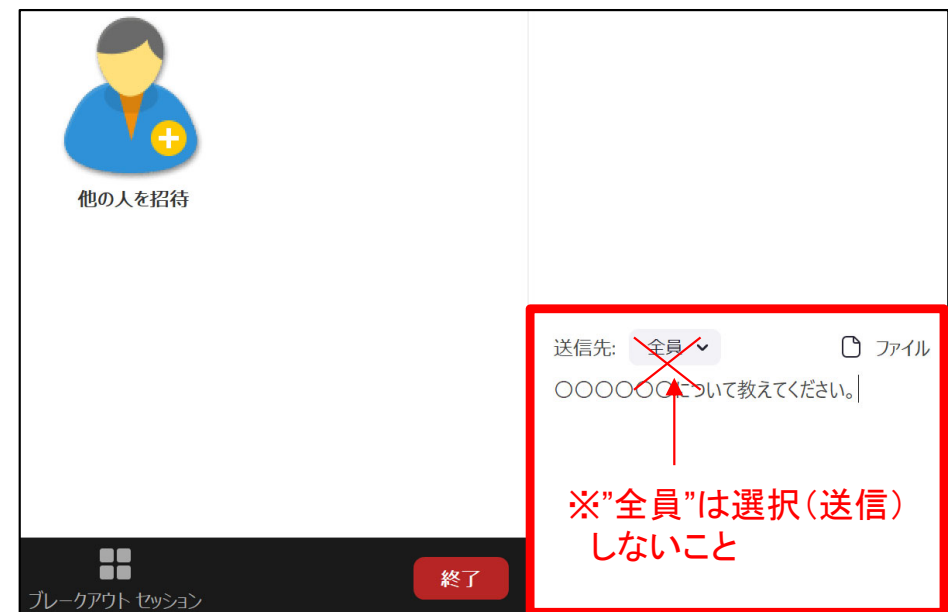 他の人を招待
送信先: 全員 ファイル
○○○○○○について教えてください。
※”全員”は選択（送信）
しないこと
ブレークアウト セッション
終了